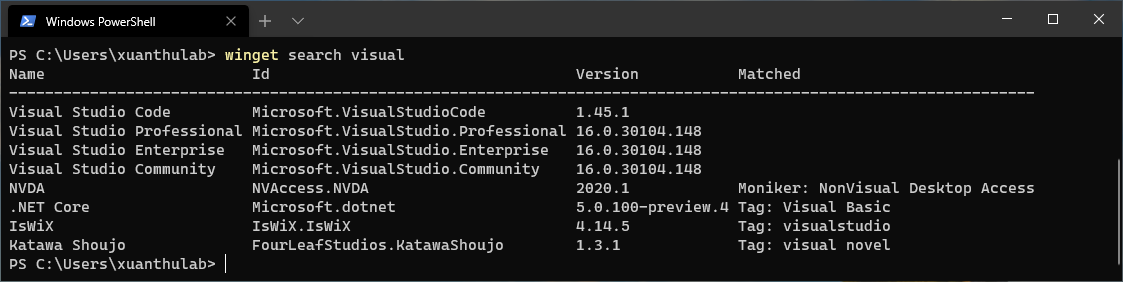 Windows PowerShell
PS C:\Users\xuanthulab> winget search visual
Name Id Version Matched
-------------------------------------------------------------------------------------------------------------------
Visual Studio Code Microsoft.VisualStudioCode 1.45.1
Visual Studio Professional Microsoft.VisualStudio.Professional 16.0.30104.148
Visual Studio Enterprise Microsoft.VisualStudio.Enterprise 16.0.30104.148
Visual Studio Community Microsoft.VisualStudio.Community 16.0.30104.148
NVDA NVAccess.NVDA 2020.1 Moniker: NonVisual Desktop Access
.NET Core Microsoft.dotnet 5.0.100-preview.4 Tag: Visual Basic
IsWiX IsWiX.IsWiX 4.14.5 Tag: visualstudio
Katawa Shoujo FourLeafStudios.KatawaShoujo 1.3.1 Tag: visual novel
PS C:\Users\xuanthulab>